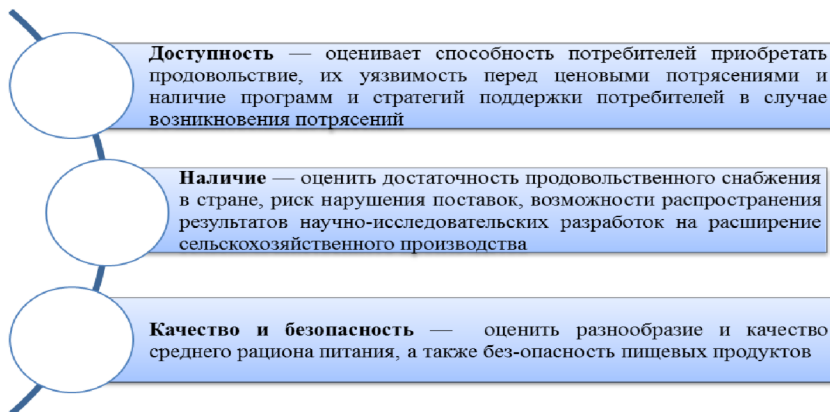 Доступность — оценивает способность потребителей приобретать
продовольствие, их уязвимость перед ценовыми потрясениями и
наличие программ и стратегий поддержки потребителей в случае
возникновения потрясений
Наличие — оценить достаточность продовольственного снабжения
в стране, риск нарушения поставок, возможности распространения
результатов научно-исследовательских разработок на расширение
сельскохозяйственного производства
Качество и безопасность — оценить разнообразие и качество
среднего рациона питания, а также без-опасность пищевых продуктов